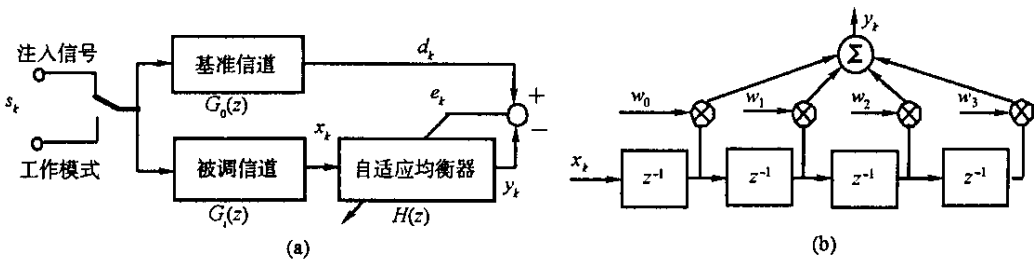 注入信号
s_k
工作模式
基准信道
G_0(z)
d_k
e_k
+
−
被调信道
G_i(z)
x_k
自适应均衡器
H(z)
y_k
(a)
y_k
Σ
w_0
w_1
w_2
w_3
x_k
z^{-1}
z^{-1}
z^{-1}
z^{-1}
(b)